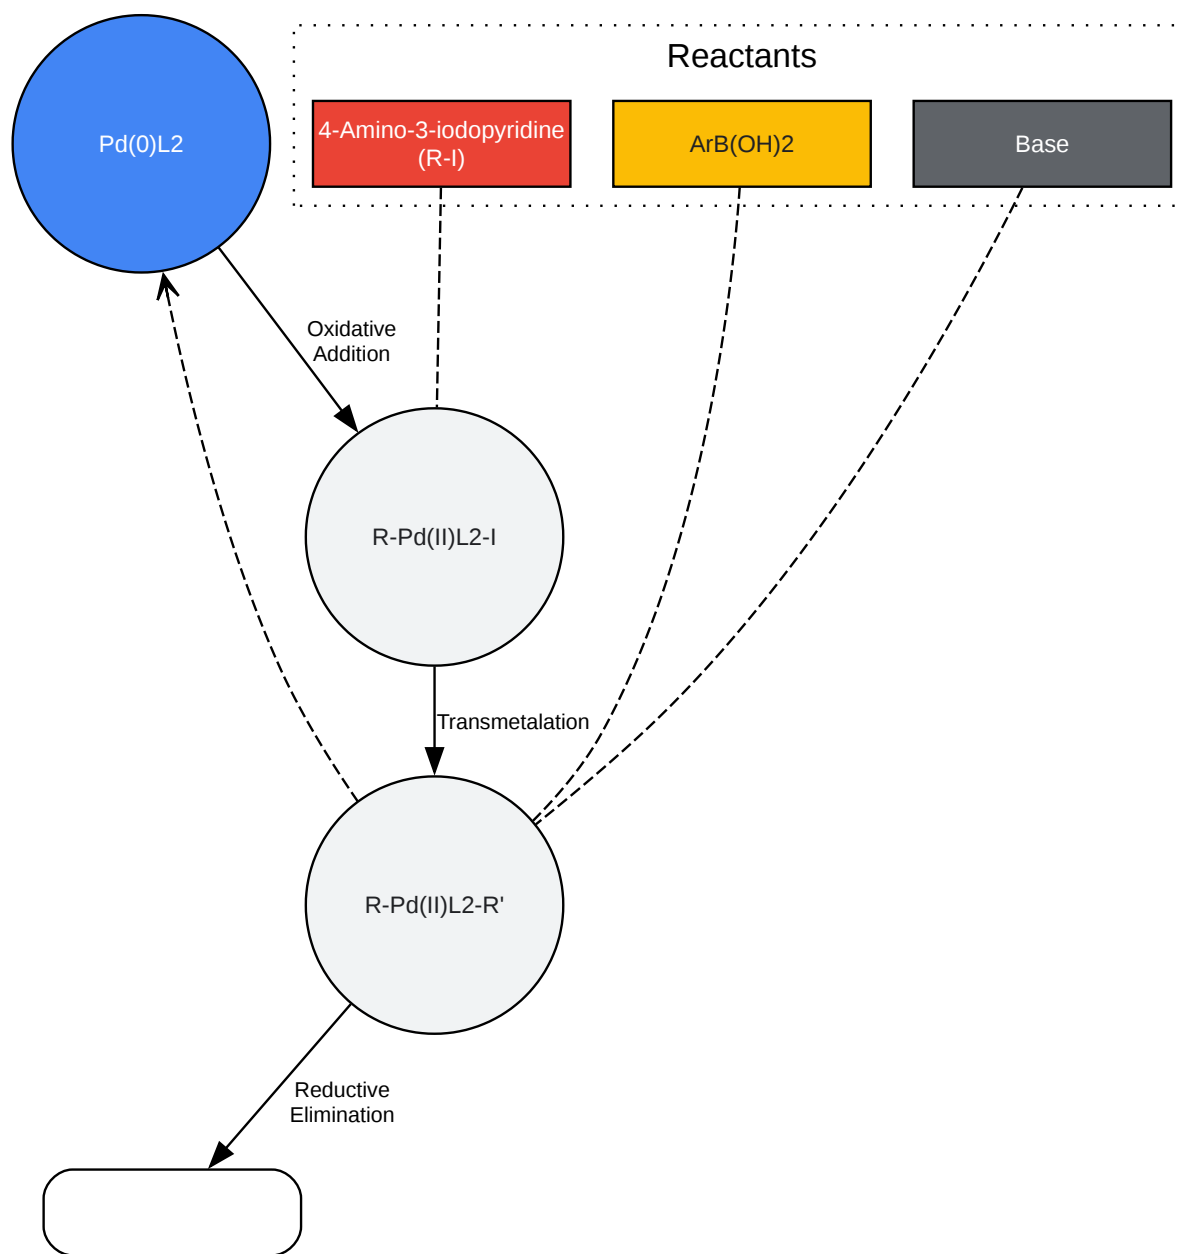 Reactants
Pd(0)L2
4-Amino-3-iodopyridine
(R-I)
ArB(OH)2
Base
Oxidative
Addition
R-Pd(II)L2-I
Transmetalation
R-Pd(II)L2-R'
Reductive
Elimination